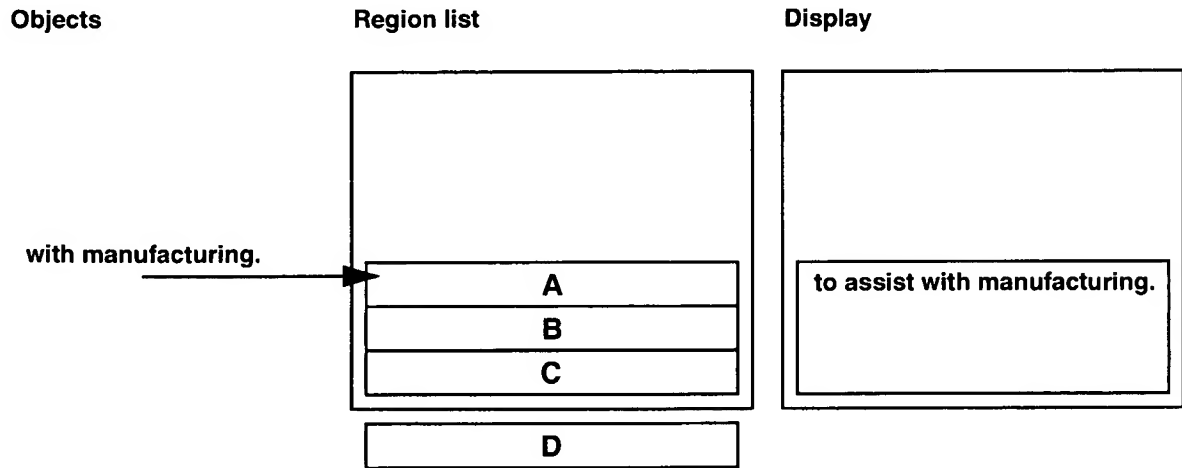 Objects Region list Display
with manufacturing.
A
to assist with manufacturing.
B
C
D